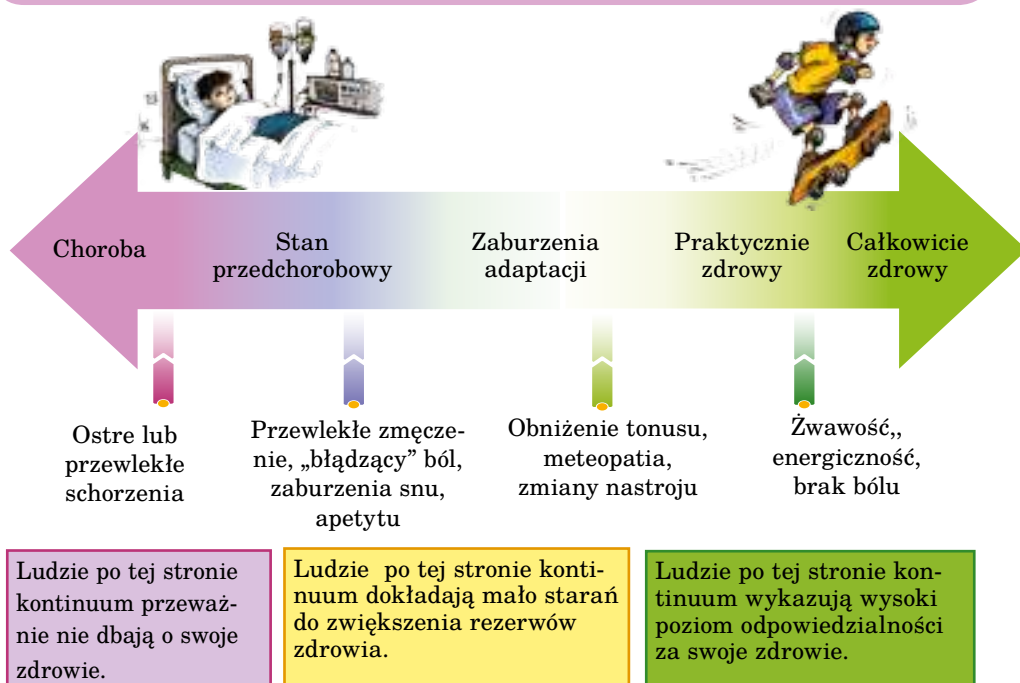 Choroba
Stan
przedchorobowy
Zaburzenia
adaptacji
Praktycznie
zdrowy
Całkowicie
zdrowy
Ostre lub
przewlekłe
schorzenia
Przewlekłe zmęcze-
nie, „błądzący” ból,
zaburzenia snu,
apetytu
Obniżenie tonusu,
meteopatia,
zmiany nastroju
Żwawość,,
energiczność,
brak bólu
Ludzie po tej stronie
kontinuum przeważ-
nie nie dbają o swoje
zdrowie.
Ludzie po tej stronie konti-
nuum dokładają mało starań
do zwiększenia rezerwów
zdrowia.
Ludzie po tej stronie kon-
tinuum wykazują wysoki
poziom odpowiedzialności
za swoje zdrowie.